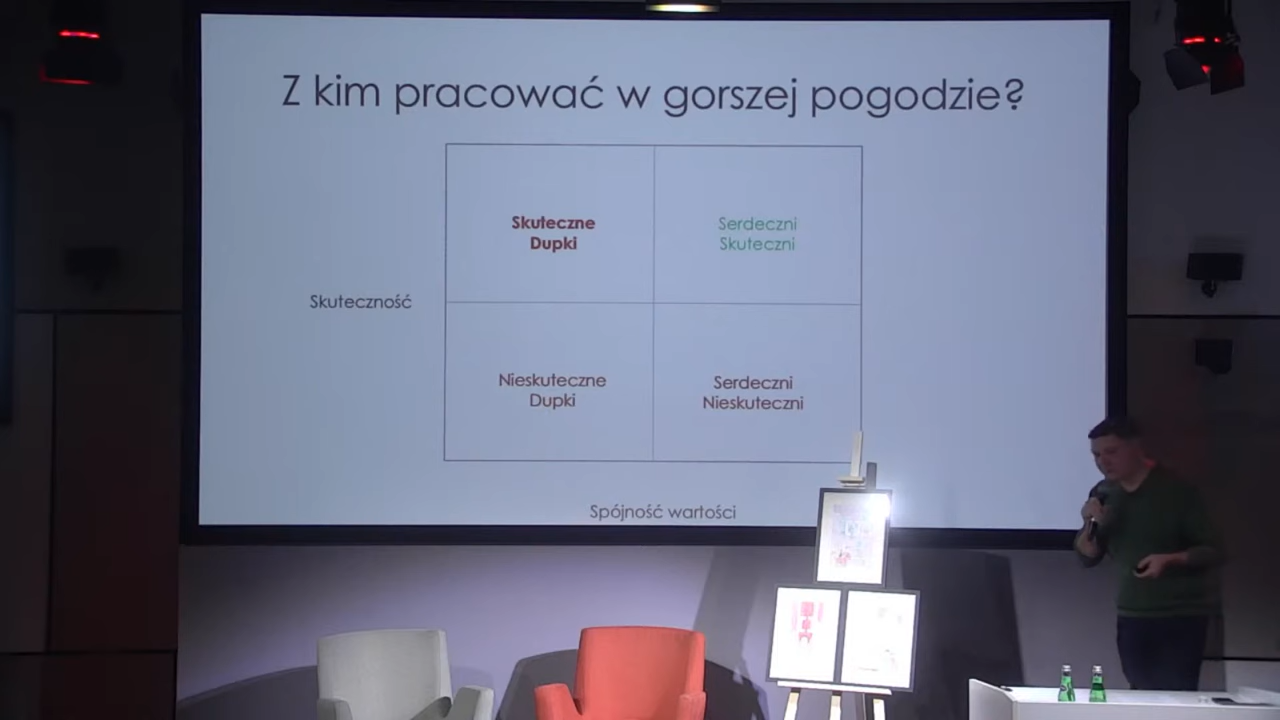 Z kim pracować w gorszej pogodzie?
Skuteczne
Dupki
Serdeczni
Skuteczni
Skuteczność
Nieskuteczne
Dupki
Serdeczni
Nieskuteczni
Spójność wartości